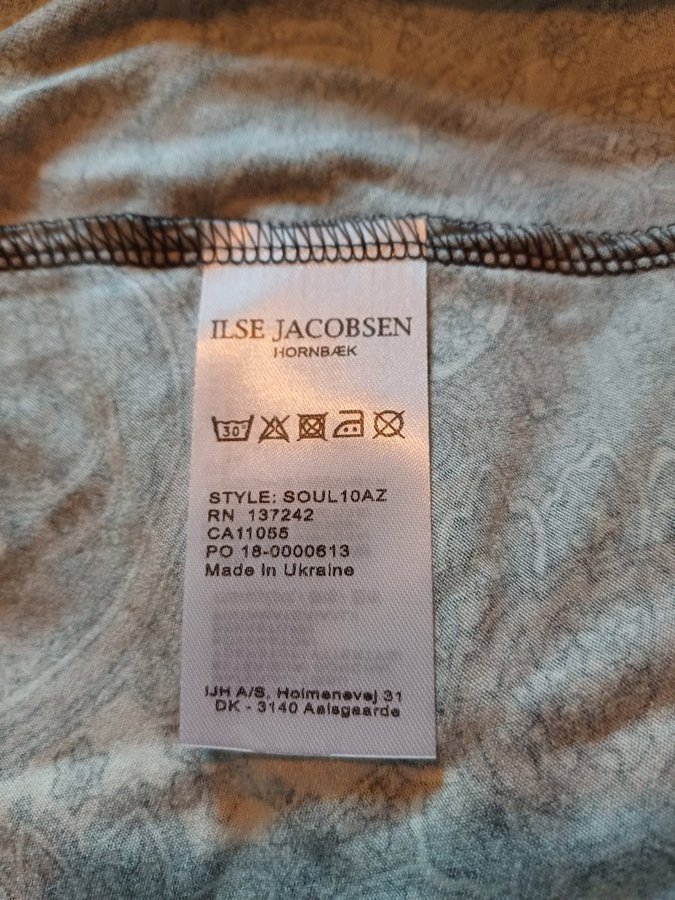 ILSE JACOBSEN
HORNBÆK
30°
STYLE: SOUL10AZ
RN 137242
CA11055
PO 18-0000613
Made In Ukraine
IJH A/S, Holmenevej 31
DK - 3140 Aalsgaarde